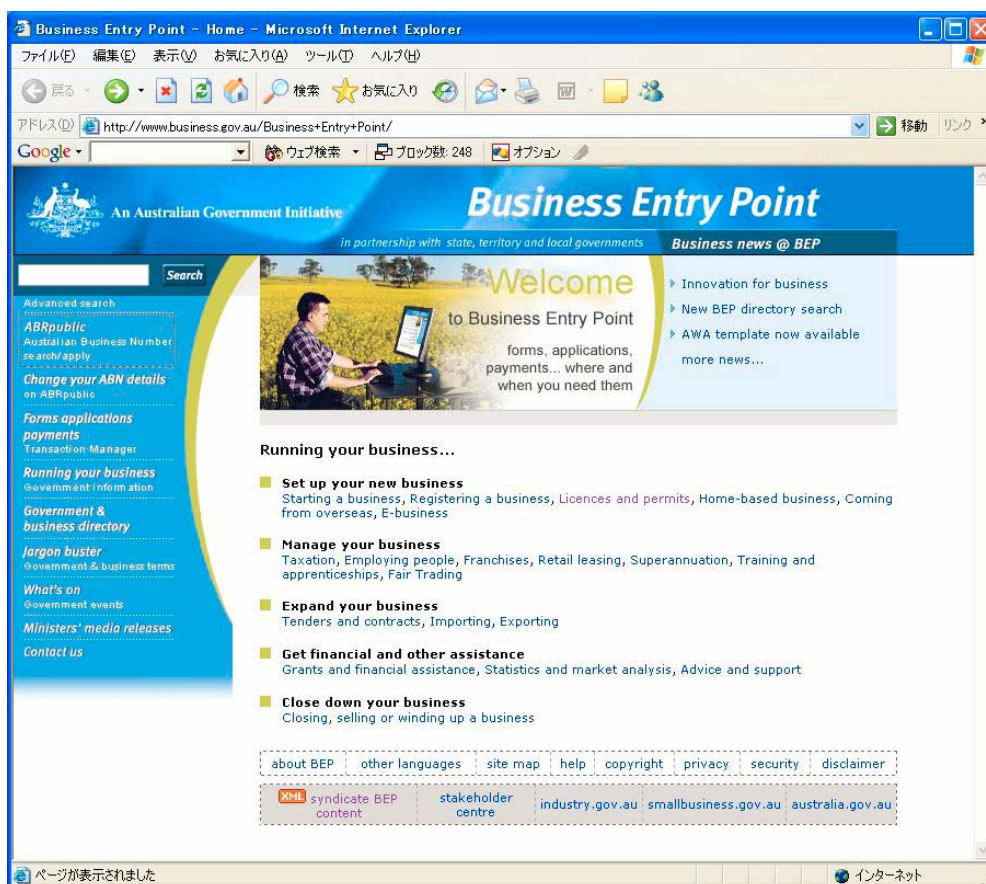 Business Entry Point - Home - Microsoft Internet Explorer
ファイル(F) 編集(E) 表示(V) お気に入り(A) ツール(T) ヘルプ(H)
戻る 検索 お気に入り
アドレス(D) http://www.business.gov.au/Business+Entry+Point/ 移動 リンク
Google ウェブ検索 ブロック数: 248 オプション
An Australian Government Initiative
Business Entry Point
in partnership with state, territory and local governments
Business news @ BEP
Search
Advanced search
ABRpublic
Australian Business Number
search/apply
Change your ABN details
on ABRpublic
Forms applications
payments
Transaction Manager
Running your business
Government information
Government &
business directory
Jargon buster
Government & business terms
What's on
Government events
Ministers' media releases
Contact us
Welcome
to Business Entry Point
forms, applications,
payments... where and
when you need them
Innovation for business
New BEP directory search
AWA template now available
more news...
Running your business...
Set up your new business
Starting a business, Registering a business, Licences and permits, Home-based business, Coming
from overseas, E-business
Manage your business
Taxation, Employing people, Franchises, Retail leasing, Superannuation, Training and
apprenticeships, Fair Trading
Expand your business
Tenders and contracts, Importing, Exporting
Get financial and other assistance
Grants and financial assistance, Statistics and market analysis, Advice and support
Close down your business
Closing, selling or winding up a business
about BEP other languages site map help copyright privacy security disclaimer
XML syndicate BEP
content
stakeholder
centre
industry.gov.au smallbusiness.gov.au australia.gov.au
ページが表示されました インターネット